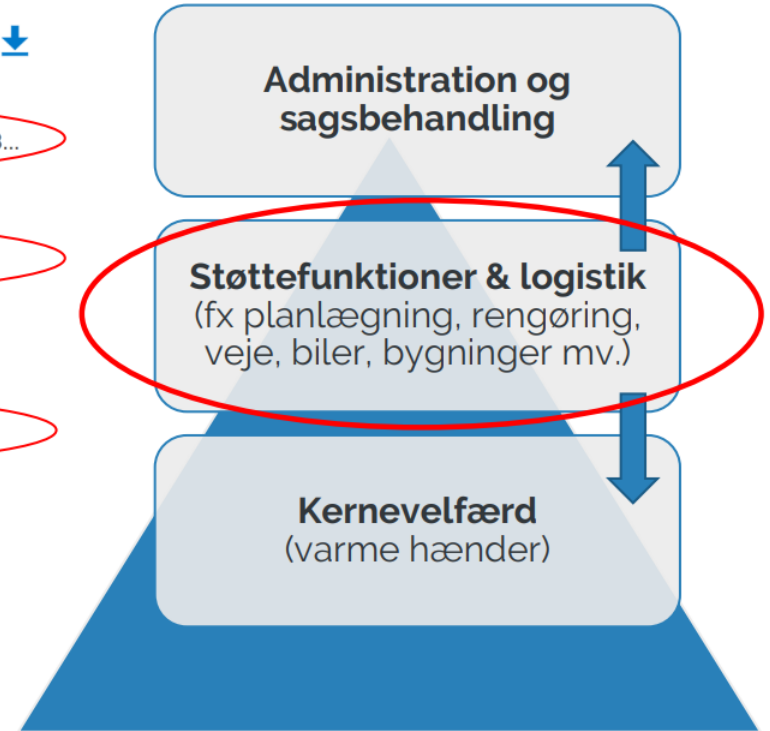 Administration og
sagsbehandling
...
Støttefunktioner & logistik
(fx planlægning, rengøring,
veje, biler, bygninger mv.)
Kernevelfærd
(varme hænder)